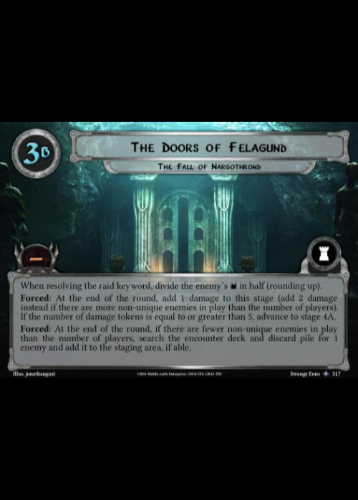 3B
THE DOORS OF FELAGUND
THE FALL OF NARGOTHROND
–
When resolving the raid keyword, divide the enemy's in half (rounding up).
Forced: At the end of the round, add 1 damage to this stage (add 2 damage
instead if there are more non-unique enemies in play than the number of players).
If the number of damage tokens is equal to or greater than 5, advance to stage 4A.
Forced: At the end of the round, if there are fewer non-unique enemies in play
than the number of players, search the encounter deck and discard pile for 1
enemy and add it to the staging area, if able.
Illus. jonathanguzi
Strange Eons 317